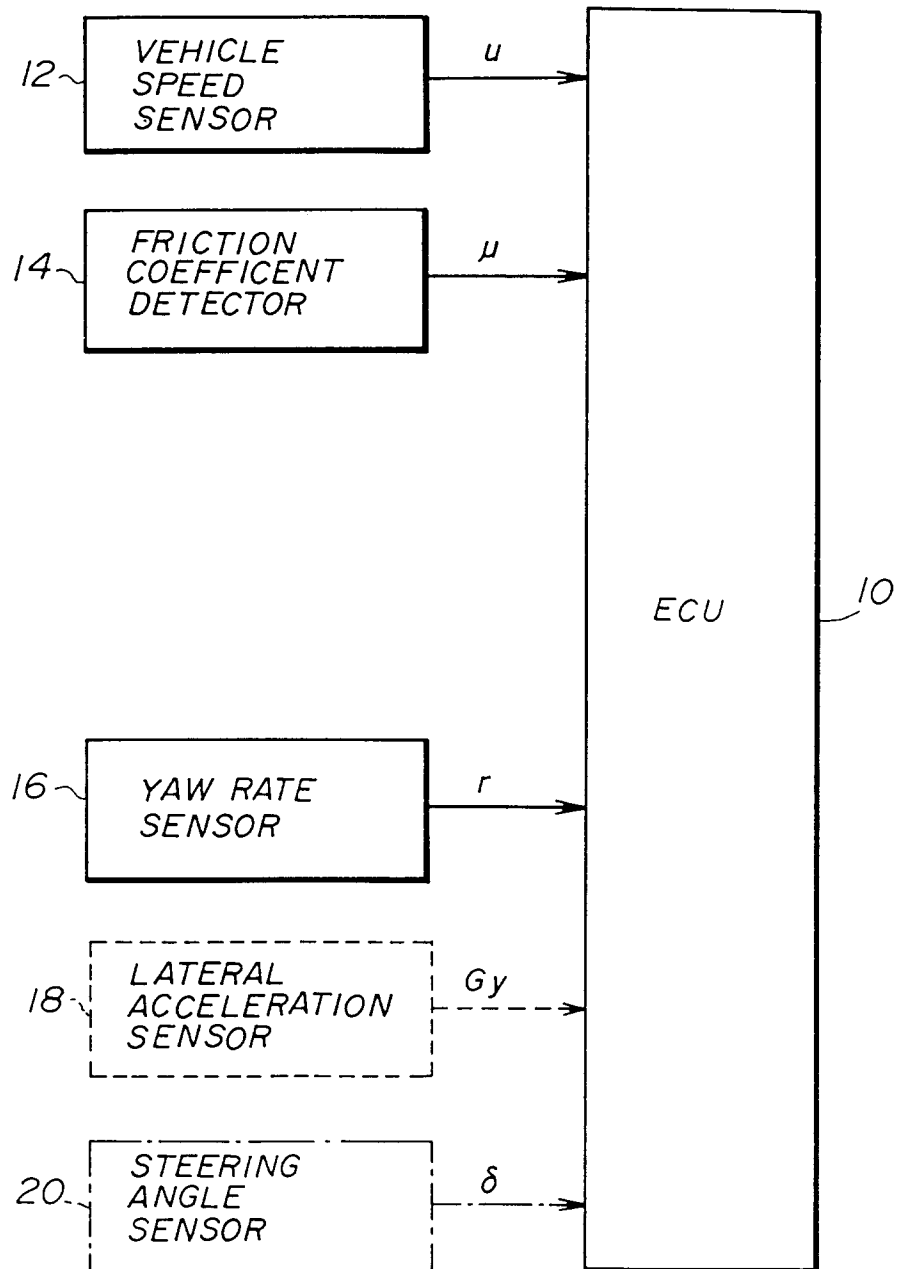 12
VEHICLE
SPEED
SENSOR
u
14
FRICTION
COEFFICENT
DETECTOR
μ
ECU
10
16
YAW RATE
SENSOR
r
18
LATERAL
ACCELERATION
SENSOR
Gy
20
STEERING
ANGLE
SENSOR
δ